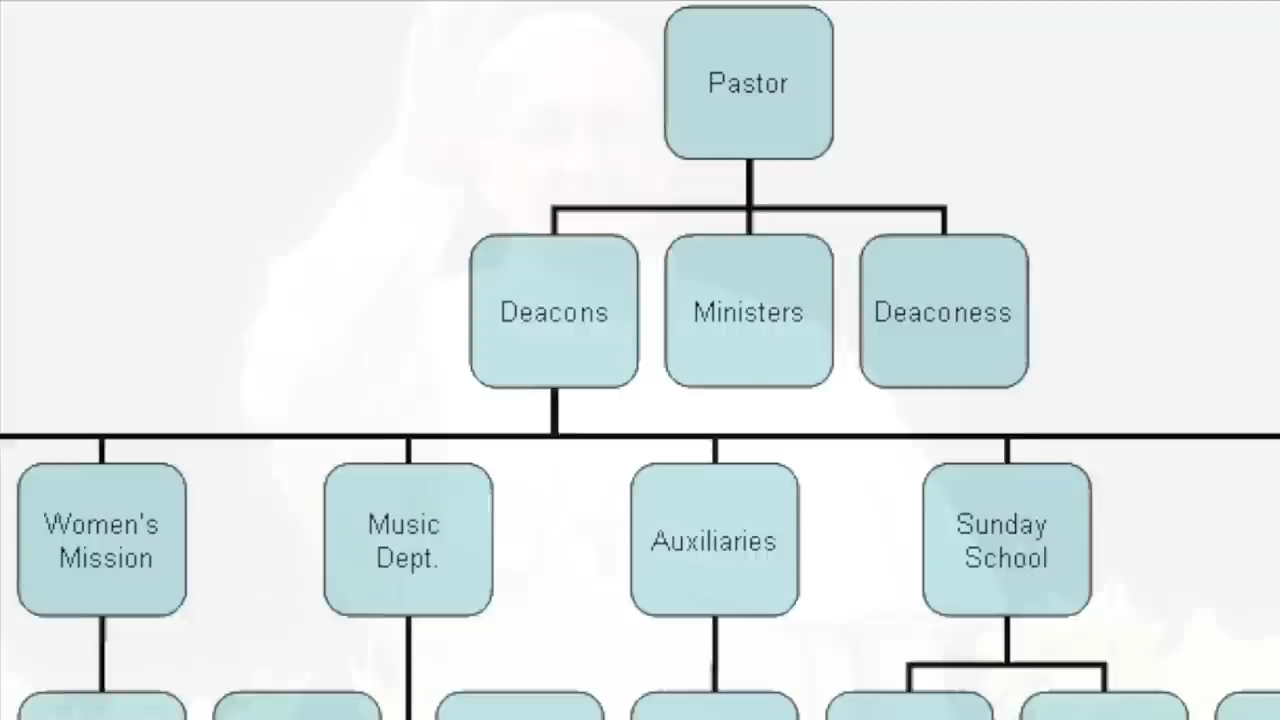 Pastor
Deacons
Ministers
Deaconess
Women's
Mission
Music
Dept.
Auxiliaries
Sunday
School